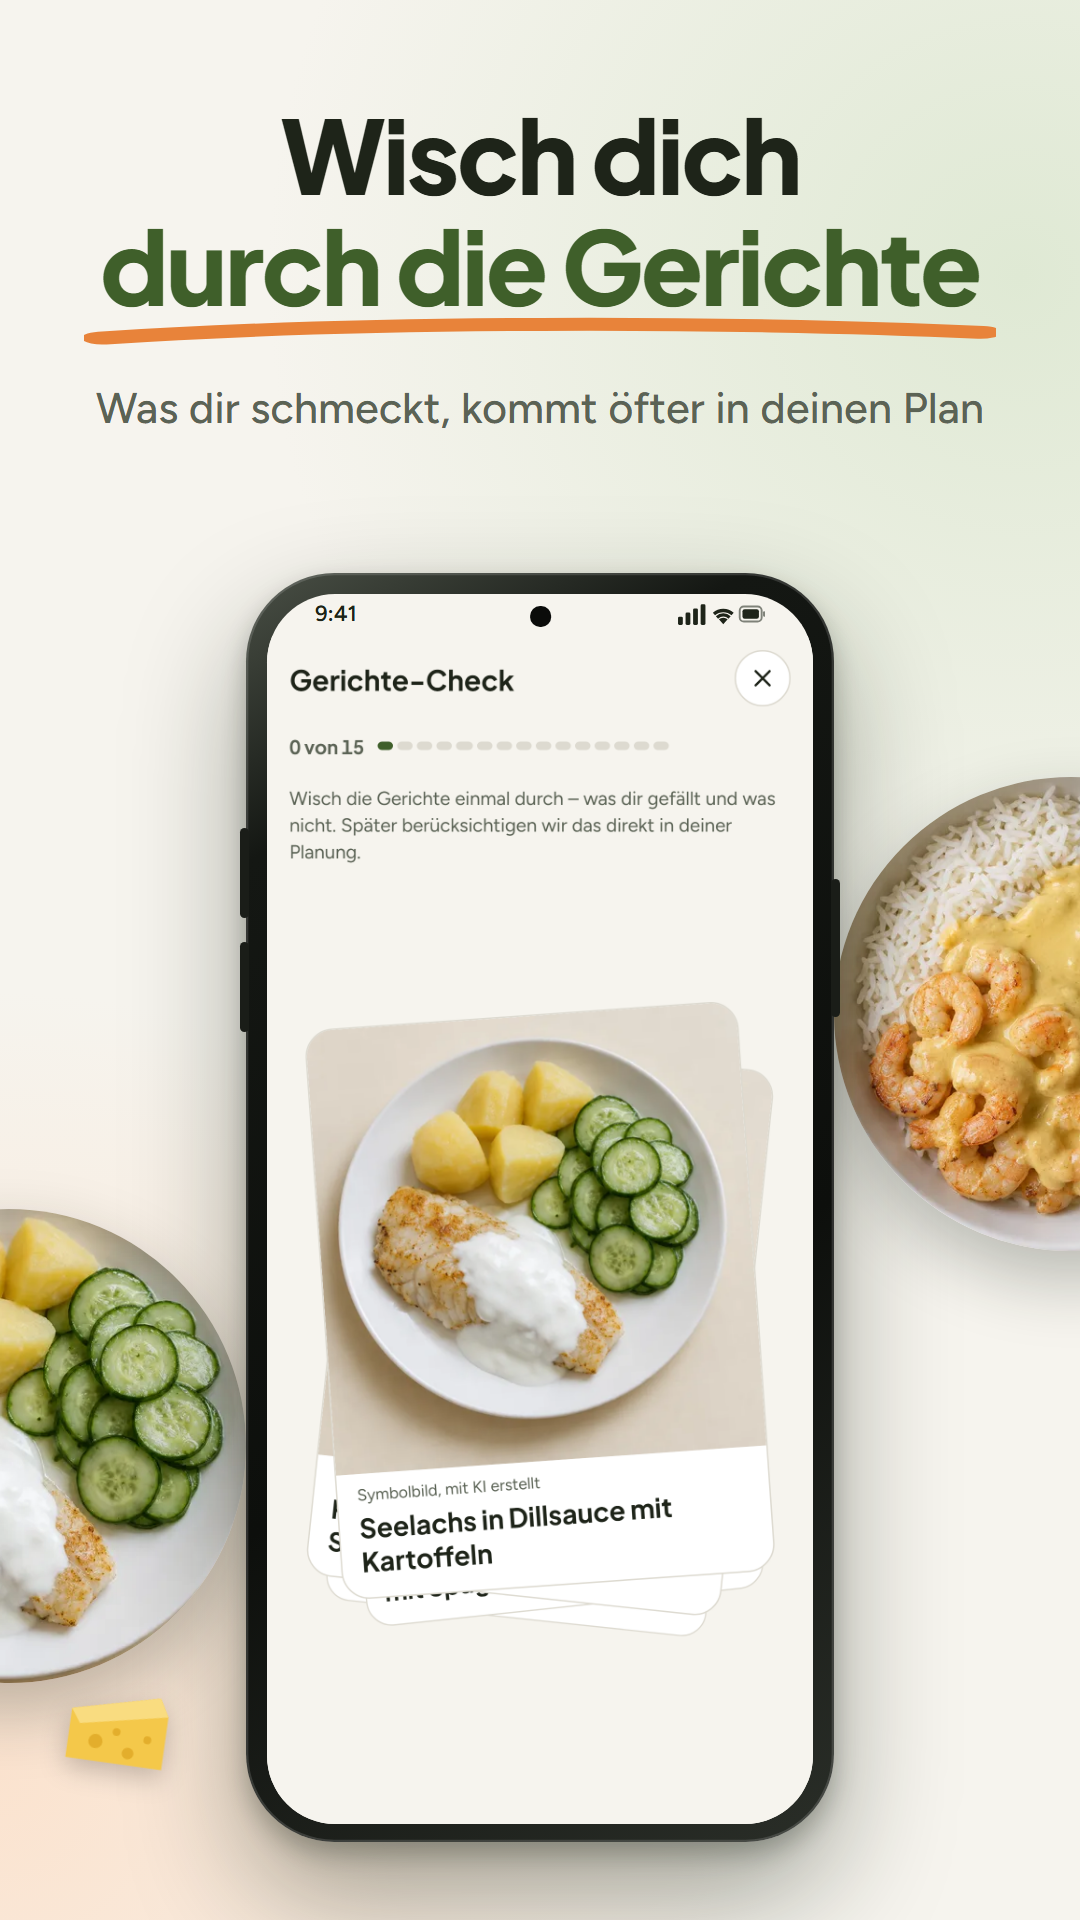 Wisch dich
durch die Gerichte
Was dir schmeckt, kommt öfter in deinen Plan
9:41
Gerichte-Check
0 von 15
Wisch die Gerichte einmal durch – was dir gefällt und was
nicht. Später berücksichtigen wir das direkt in deiner
Planung.
Symbolbild, mit KI erstellt
Seelachs in Dillsauce mit
Kartoffeln